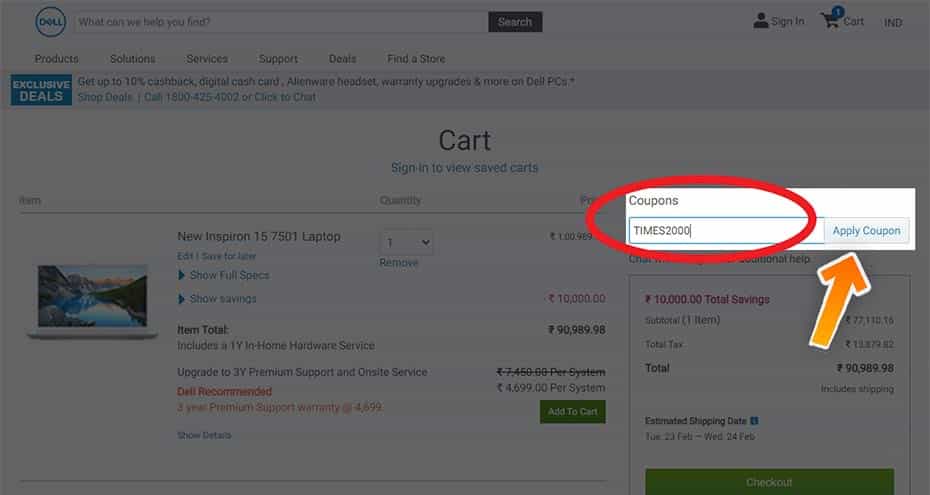 DELL
What can we help you find?
Search
Sign In
1
Cart
IND
Products
Solutions
Services
Support
Deals
Find a Store
EXCLUSIVE DEALS
Get up to 10% cashback, digital cash card , Alienware headset, warranty upgrades & more on Dell PCs.*
Shop Deals | Call 1800-425-4002 or Click to Chat
Cart
Sign-in to view saved carts
Item
Quantity
Coupons
TIMES2000
Apply Coupon
additional help.
New Inspiron 15 7501 Laptop
1
Edit | Save for later
Remove
Show Full Specs
Show savings
- ₹ 10,000.00
Item Total:
₹ 90,989.98
Includes a 1Y In-Home Hardware Service
Upgrade to 3Y Premium Support and Onsite Service
₹ 7,450.00 Per System
₹ 4,699.00 Per System
Dell Recommended
3 year Premium Support warranty @ 4,699.
Add To Cart
Show Details
₹ 10,000.00 Total Savings
Subtotal (1 Item)
₹ 77,110.16
Total Tax
₹ 13,879.82
Total
₹ 90,989.98
Includes shipping
Estimated Shipping Date
Tue. 23 Feb — Wed. 24 Feb
Checkout